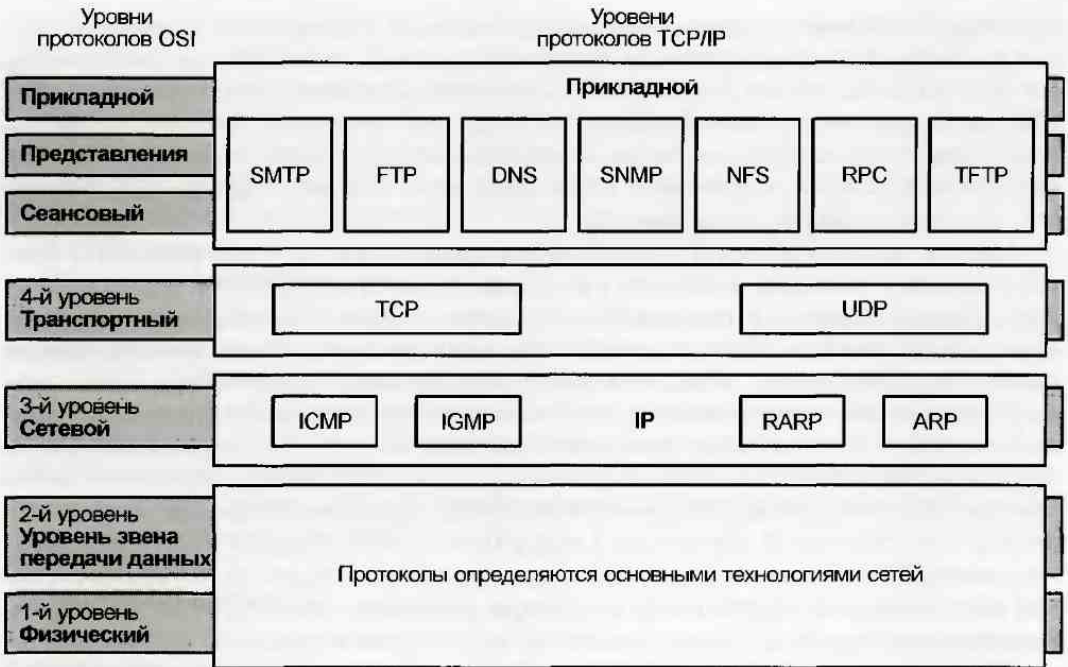 Уровни
протоколов OSI
Уровени
протоколов TCP/IP
Прикладной
Представления
Сеансовый
Прикладной
SMTP FTP DNS SNMP NFS RPC TFTP
4-й уровень
Транспортный
TCP UDP
3-й уровень
Сетевой
ICMP IGMP IP RARP ARP
2-й уровень
Уровень звена
передачи данных
Протоколы определяются основными технологиями сетей
1-й уровень
Физический